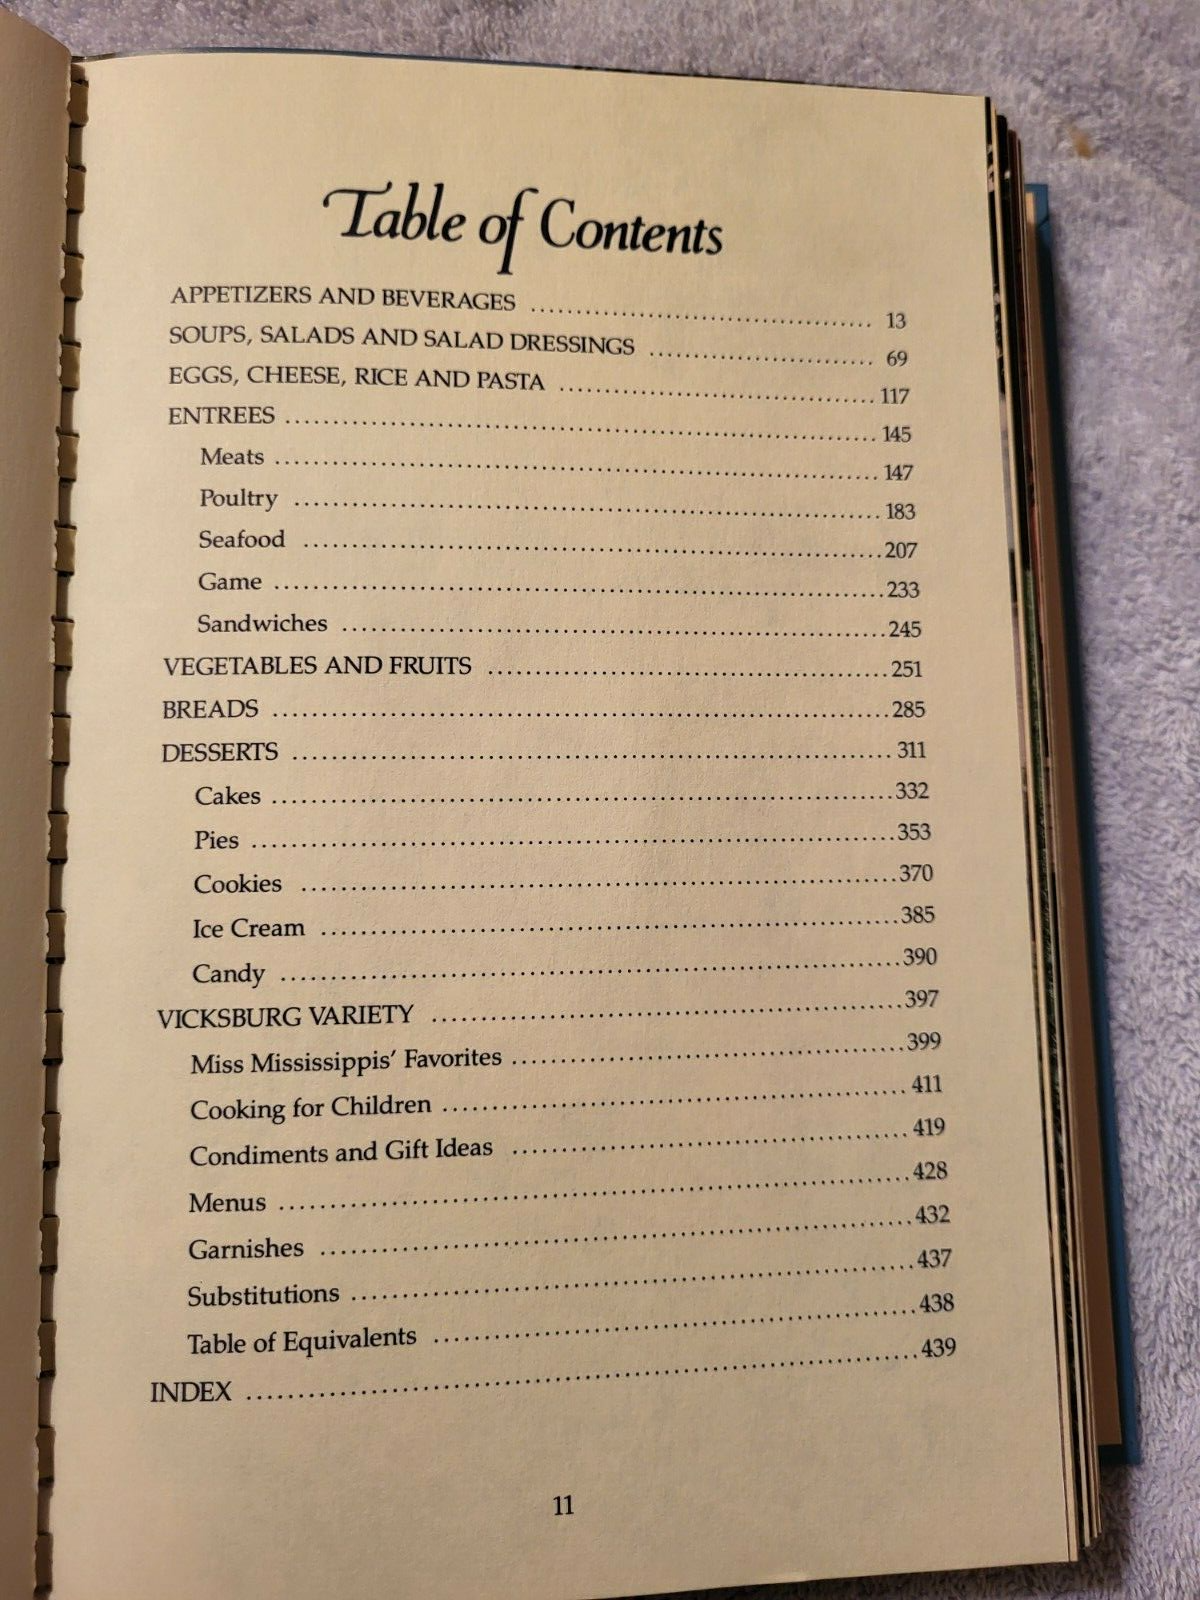 Table of Contents
APPETIZERS AND BEVERAGES .......... 13
SOUPS, SALADS AND SALAD DRESSINGS .......... 69
EGGS, CHEESE, RICE AND PASTA .......... 117
ENTREES .......... 145
Meats .......... 147
Poultry .......... 183
Seafood .......... 207
Game .......... 233
Sandwiches .......... 245
VEGETABLES AND FRUITS .......... 251
BREADS .......... 285
DESSERTS .......... 311
Cakes .......... 332
Pies .......... 353
Cookies .......... 370
Ice Cream .......... 385
Candy .......... 390
VICKSBURG VARIETY .......... 397
Miss Mississippis' Favorites .......... 399
Cooking for Children .......... 411
Condiments and Gift Ideas .......... 419
Menus .......... 428
Garnishes .......... 432
Substitutions .......... 437
Table of Equivalents .......... 438
INDEX .......... 439
11